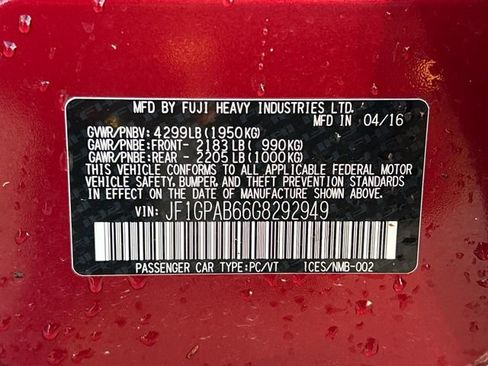 MFD BY FUJI HEAVY INDUSTRIES LTD.
MFD IN 04/16
GVWR/PNBV: 4299LB (1950KG)
GAWR/PNBE:FRONT- 2183 LB ( 990KG)
GAWR/PNBE:REAR - 2205 LB (1000KG)
THIS VEHICLE CONFORMS TO ALL APPLICABLE FEDERAL MOTOR
VEHICLE SAFETY, BUMPER, AND THEFT PREVENTION STANDARDS
IN EFFECT ON THE DATE OF MANUFACTURE SHOWN ABOVE.
VIN: JF1GPAB66G8292949
PASSENGER CAR TYPE:PC/VT 1CES/NMB-002